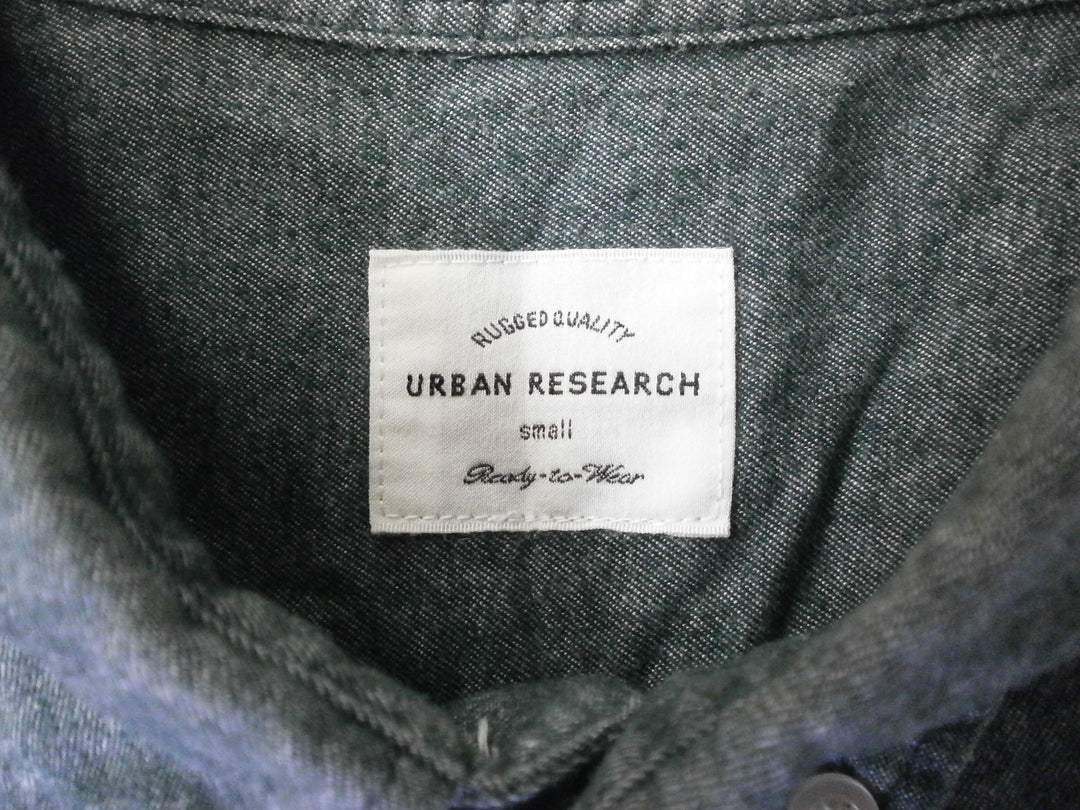 RUGGED QUALITY
URBAN RESEARCH
small
Ready-to-Wear